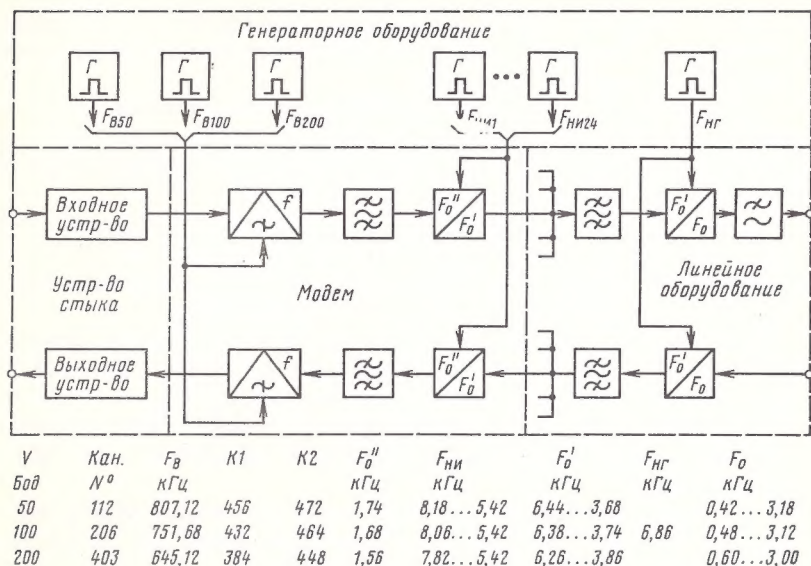 Генераторное оборудование
Г Г Г Г ... Г Г
F_В50 F_В100 F_В200 F_НИ1 F_НИ24 F_НГ
Входное устр-во
f
F₀'' F₀'
F₀' F₀
Устр-во стыка
Модем
Линейное оборудование
Выходное устр-во
f
F₀'' F₀'
F₀' F₀
V Кан. F_В К1 К2 F₀'' F_НИ F₀' F_НГ F₀
Бод № кГц кГц кГц кГц кГц кГц
50 112 807,12 456 472 1,74 8,18...5,42 6,44...3,68 0,42...3,18
100 206 751,68 432 464 1,68 8,06...5,42 6,38...3,74 6,86 0,48...3,12
200 403 645,12 384 448 1,56 7,82...5,42 6,26...3,86 0,60...3,00